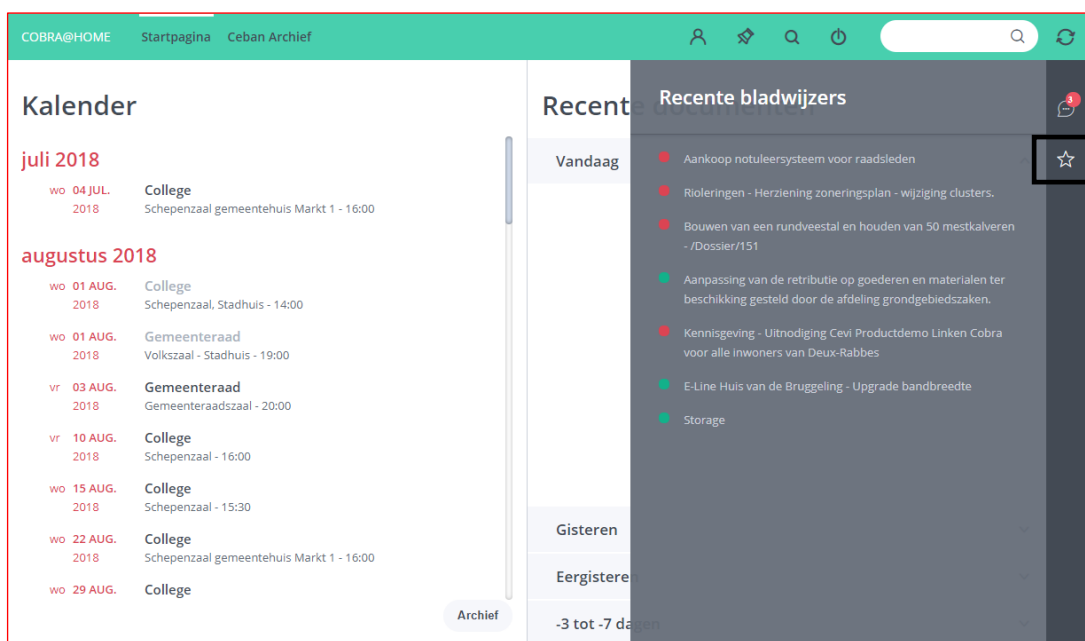 COBRA@HOME Startpagina Ceban Archief
Kalender
juli 2018
wo 04 JUL. College
2018 Schepenzaal gemeentehuis Markt 1 - 16:00
augustus 2018
wo 01 AUG. College
2018 Schepenzaal, Stadhuis - 14:00
wo 01 AUG. Gemeenteraad
2018 Volkszaal - Stadhuis - 19:00
vr 03 AUG. Gemeenteraad
2018 Gemeenteraadszaal - 20:00
vr 10 AUG. College
2018 Schepenzaal - 16:00
wo 15 AUG. College
2018 Schepenzaal - 15:30
wo 22 AUG. College
2018 Schepenzaal gemeentehuis Markt 1 - 16:00
wo 29 AUG. College
Archief
Recente documenten
Vandaag
Gisteren
Eergisteren
-3 tot -7 dagen
Recente bladwijzers
Aankoop notuleersysteem voor raadsleden
Rioleringen - Herziening zoneringsplan - wijziging clusters.
Bouwen van een rundveestal en houden van 50 mestkalveren
- /Dossier/151
Aanpassing van de retributie op goederen en materialen ter
beschikking gesteld door de afdeling grondgebiedszaken.
Kennisgeving - Uitnodiging Cevi Productdemo Linken Cobra
voor alle inwoners van Deux-Rabbes
E-Line Huis van de Bruggeling - Upgrade bandbreedte
Storage
3